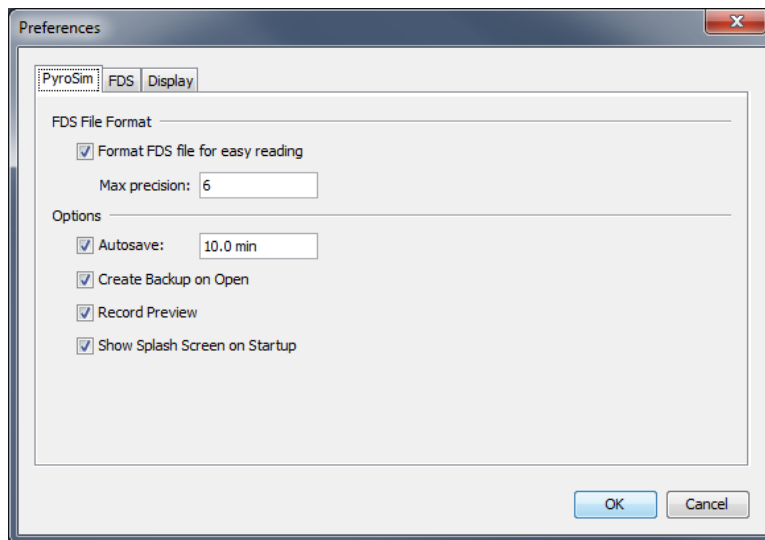 Preferences
PyroSim FDS Display
FDS File Format
Format FDS file for easy reading
Max precision: 6
Options
Autosave: 10.0 min
Create Backup on Open
Record Preview
Show Splash Screen on Startup
OK Cancel